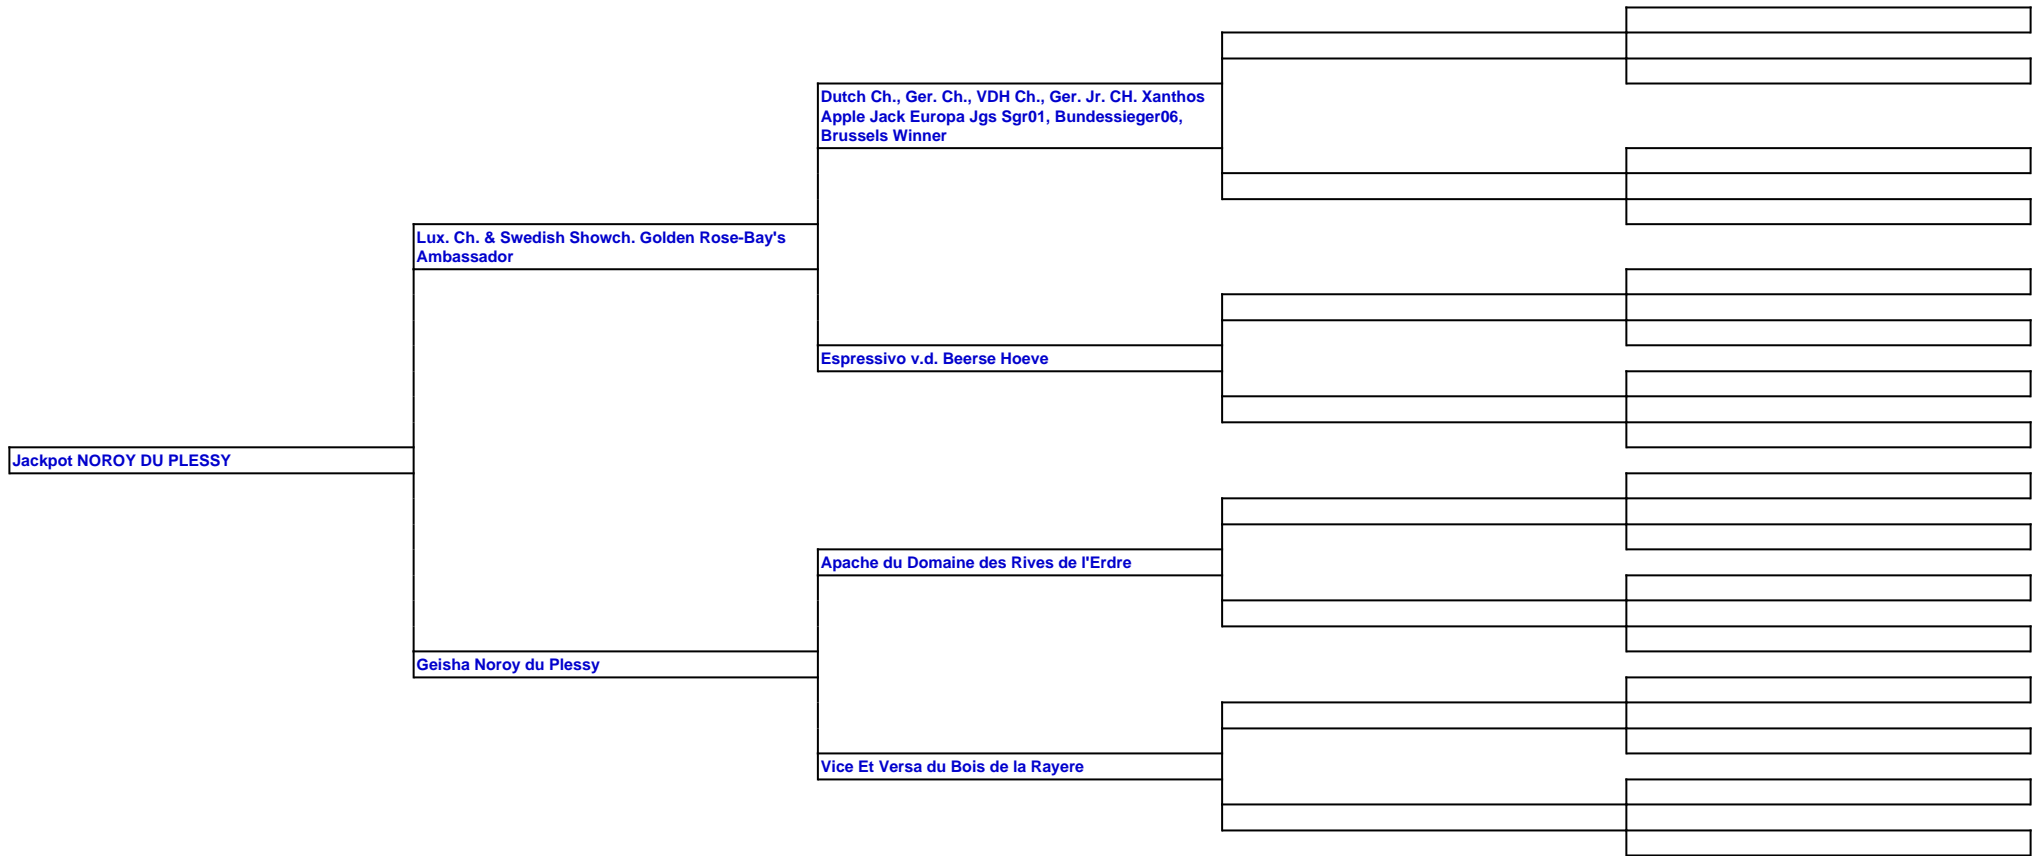 Dutch Ch., Ger. Ch., VDH Ch., Ger. Jr. CH. Xanthos
Apple Jack Europa Jgs Sgr01, Bundessieger06,
Brussels Winner
Lux. Ch. & Swedish Showch. Golden Rose-Bay's
Ambassador
Espressivo v.d. Beerse Hoeve
Jackpot NOROY DU PLESSY
Apache du Domaine des Rives de l'Erdre
Geisha Noroy du Plessy
Vice Et Versa du Bois de la Rayere